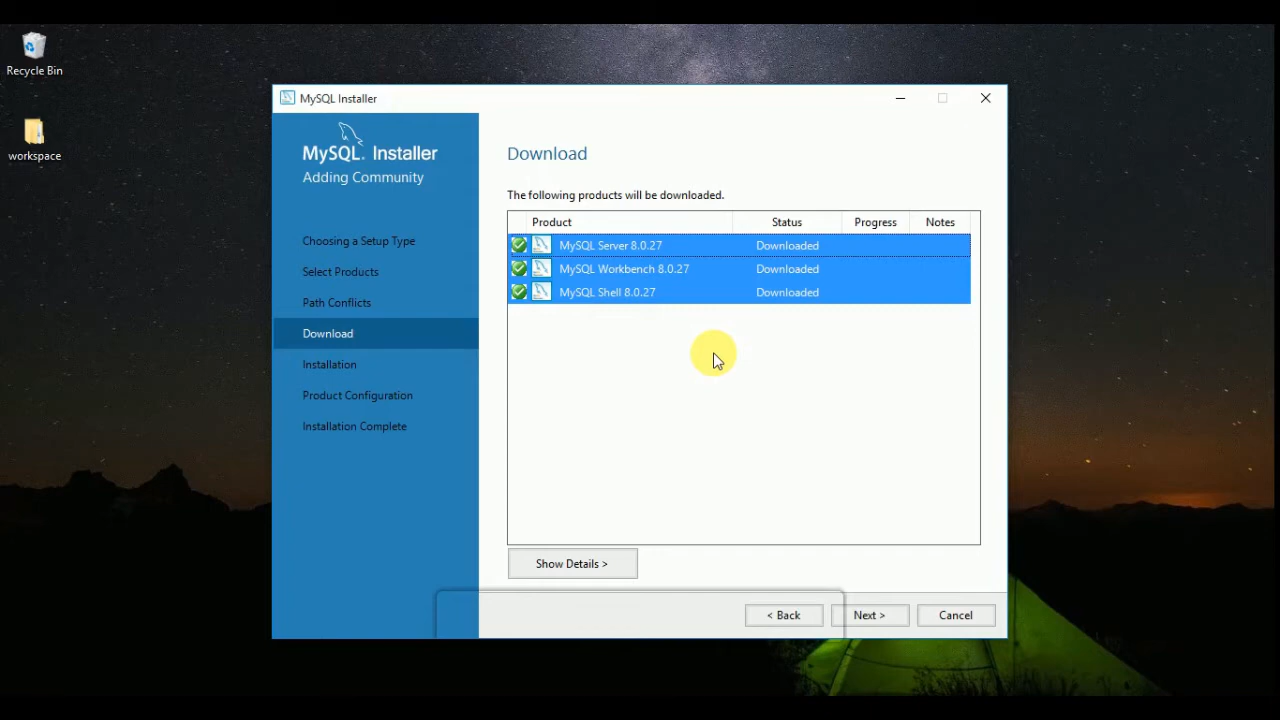 Recycle Bin
workspace
MySQL Installer
MySQL. Installer
Adding Community
Choosing a Setup Type
Select Products
Path Conflicts
Download
Installation
Product Configuration
Installation Complete
Download
The following products will be downloaded.
Product Status Progress Notes
MySQL Server 8.0.27 Downloaded
MySQL Workbench 8.0.27 Downloaded
MySQL Shell 8.0.27 Downloaded
Show Details >
< Back Next > Cancel